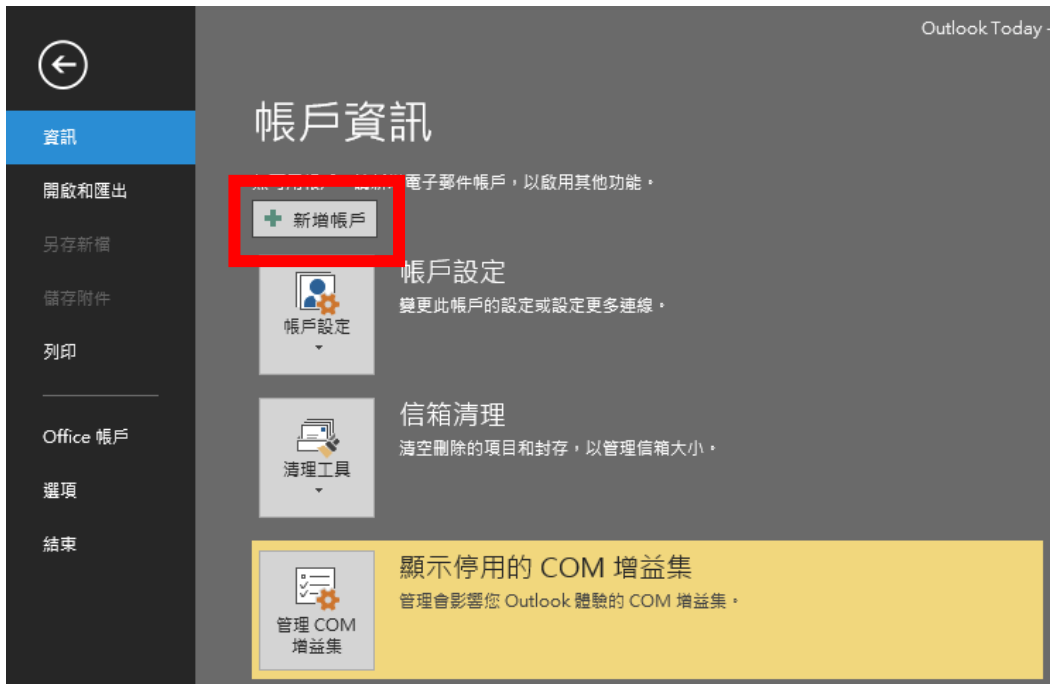 Outlook Today -
資訊
開啟和匯出
另存新檔
儲存附件
列印
Office 帳戶
選項
結束
帳戶資訊
電子郵件帳戶，以啟用其他功能。
新增帳戶
帳戶設定
帳戶設定
變更此帳戶的設定或設定更多連線。
清理工具
信箱清理
清空刪除的項目和封存，以管理信箱大小。
管理 COM
增益集
顯示停用的 COM 增益集
管理會影響您 Outlook 體驗的 COM 增益集。